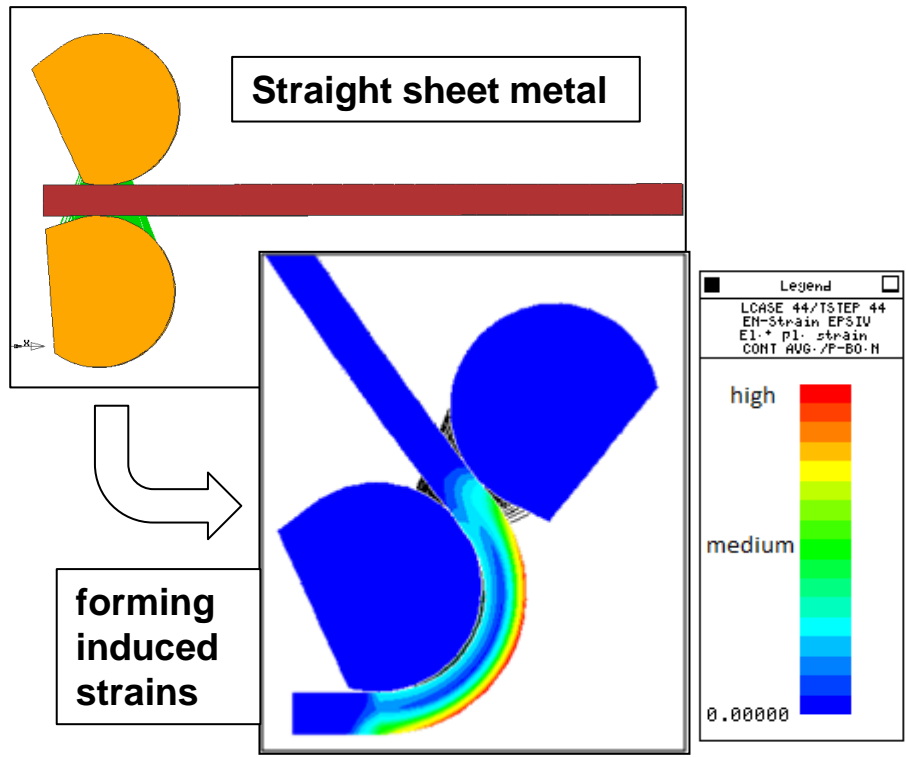 Straight sheet metal
x
forming
induced
strains
Legend
LCASE 44/TSTEP 44
EN-Strain EPSIV
El.+ pl. strain
CONT AVG./P-BO.N
high
medium
0.00000